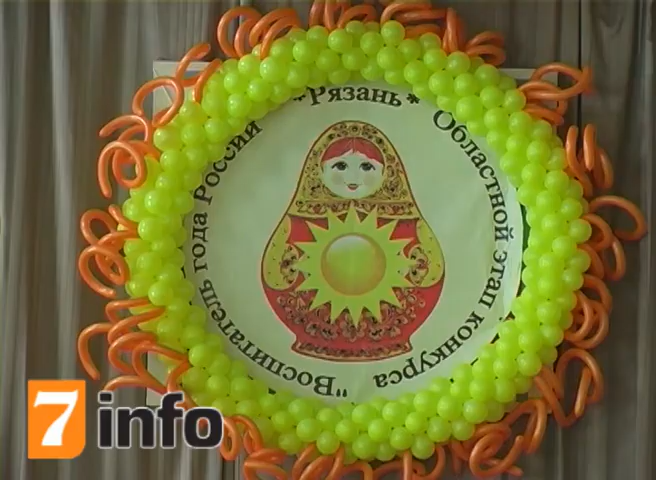 *Рязань*
Областной этап конкурса
"Воспитатель года России
7info